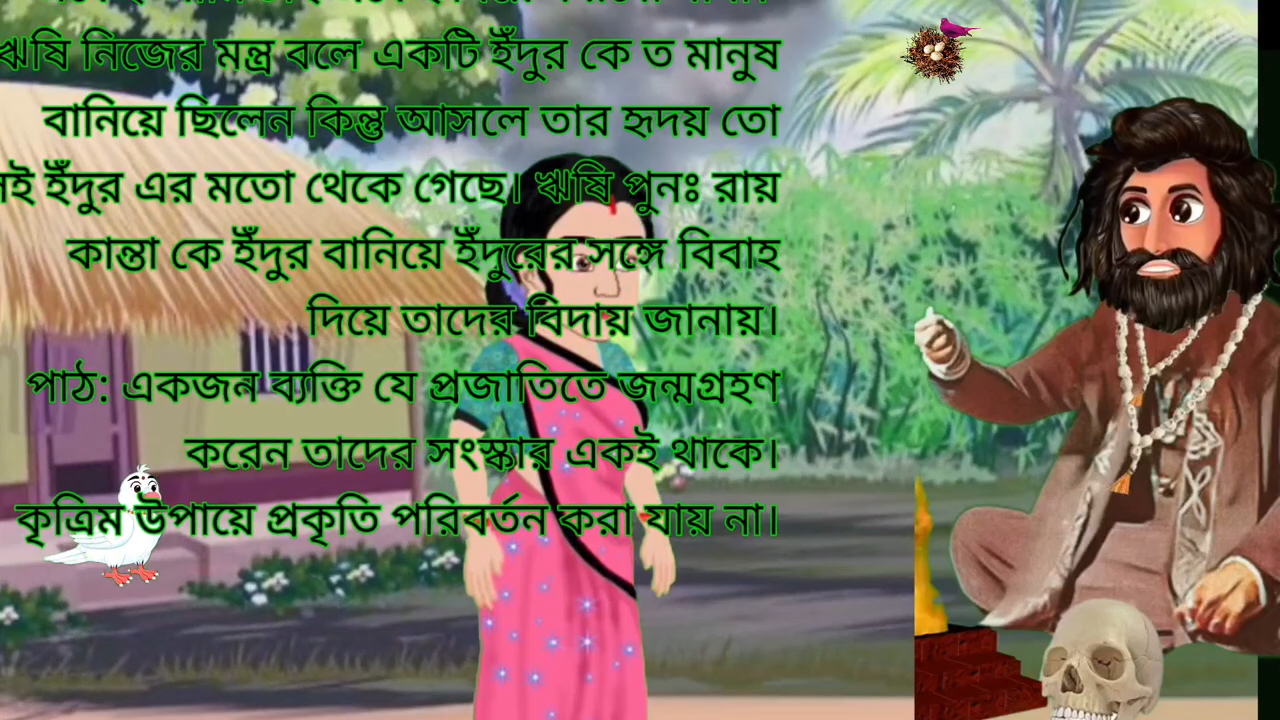 ঋষি নিজের মন্ত্র বলে একটি ইঁদুর কে ত মানুষ
বানিয়ে ছিলেন কিন্তু আসলে তার হৃদয় তো
ইঁদুর এর মতো থেকে গেছে। ঋষি পুনঃ রায়
কান্তা কে ইঁদুর বানিয়ে ইঁদুরের সঙ্গে বিবাহ
দিয়ে তাদের বিদায় জানায়।
পাঠ: একজন ব্যক্তি যে প্রজাতিতে জন্মগ্রহণ
করেন তাদের সংস্কার একই থাকে।
কৃত্রিম উপায়ে প্রকৃতি পরিবর্তন করা যায় না।